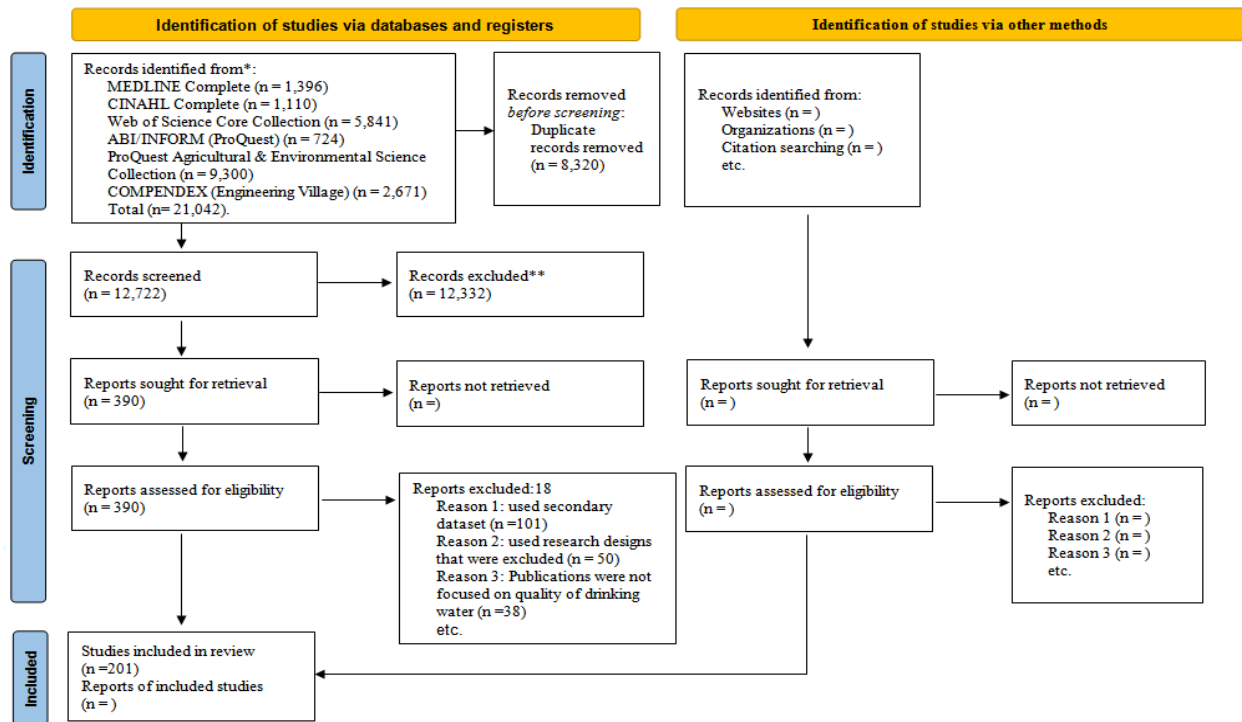 Identification of studies via databases and registers
Identification of studies via other methods
Identification
Records identified from*:
MEDLINE Complete (n = 1,396)
CINAHL Complete (n = 1,110)
Web of Science Core Collection (n = 5,841)
ABI/INFORM (ProQuest) (n = 724)
ProQuest Agricultural & Environmental Science
Collection (n = 9,300)
COMPENDEX (Engineering Village) (n = 2,671)
Total (n= 21,042).
Records removed
before screening:
Duplicate
records removed
(n = 8,320)
Records identified from:
Websites (n = )
Organizations (n = )
Citation searching (n = )
etc.
Screening
Records screened
(n = 12,722)
Records excluded**
(n = 12,332)
Reports sought for retrieval
(n = 390)
Reports not retrieved
(n =)
Reports sought for retrieval
(n = )
Reports not retrieved
(n = )
Reports assessed for eligibility
(n = 390)
Reports excluded:18
Reason 1: used secondary
dataset (n =101)
Reason 2: used research designs
that were excluded (n = 50)
Reason 3: Publications were not
focused on quality of drinking
water (n =38)
etc.
Reports assessed for eligibility
(n = )
Reports excluded:
Reason 1 (n = )
Reason 2 (n = )
Reason 3 (n = )
etc.
Included
Studies included in review
(n =201)
Reports of included studies
(n = )